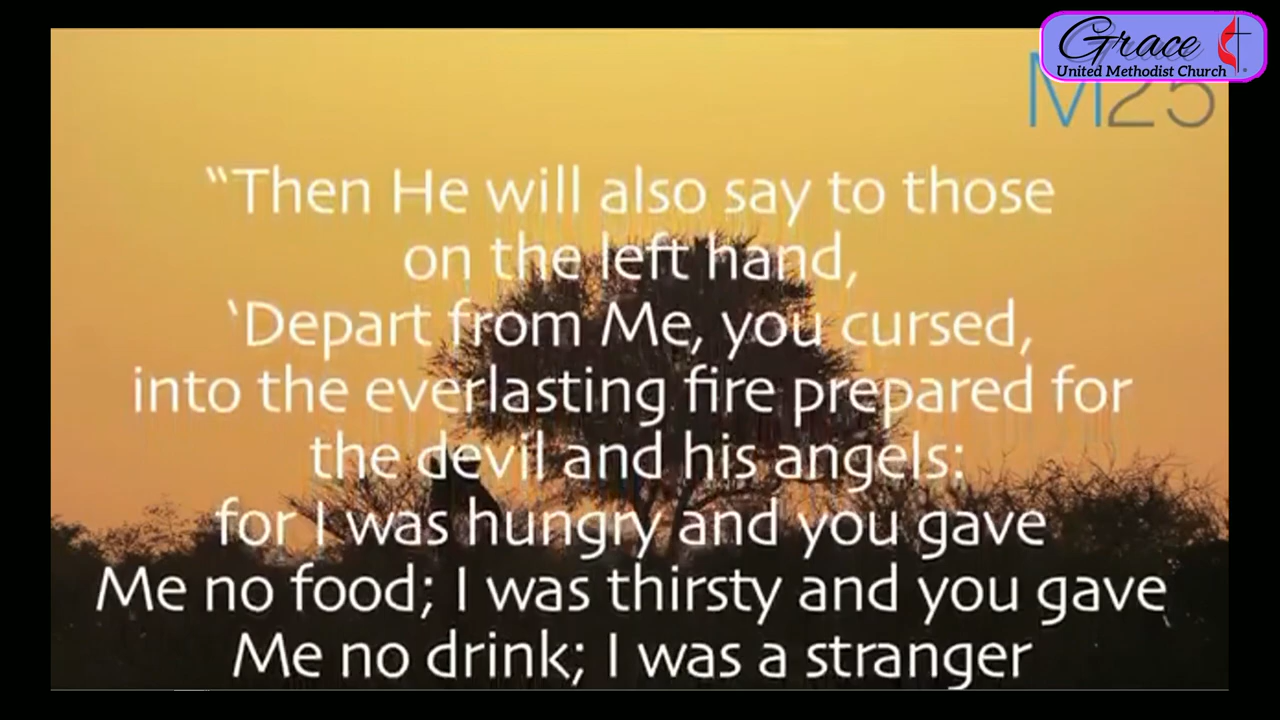 Grace
United Methodist Church
M25
“Then He will also say to those
on the left hand,
‘Depart from Me, you cursed,
into the everlasting fire prepared for
the devil and his angels:
for I was hungry and you gave
Me no food; I was thirsty and you gave
Me no drink; I was a stranger